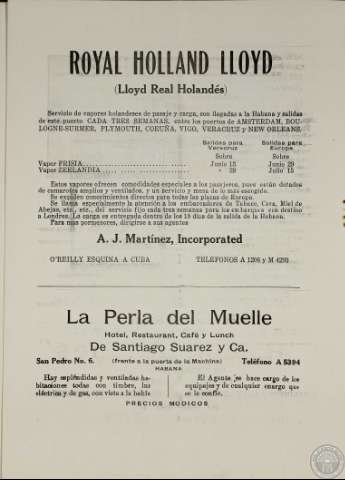 ROYAL HOLLAND LLOYD
(Lloyd Real Holandés)
Servicio de vapores holandeses de pasaje y carga, con llegadas a la Habana y salidas
de este puerto CADA TRES SEMANAS, entre los puertos de AMSTERDAM, BOU-
LOGNE-SURMER, PLYMOUTH, CORUÑA, VIGO, VERACRUZ y NEW ORLEANS.
Salidas para Veracruz Salidas para Europa
Sobre Sobre
Vapor FRISIA Junio 13 Junio 29
Vapor ZEELANDIA " 29 Julio 15
Estos vapores ofrecen comodidades especiales a los pasajeros, pues están dotados
de camarotes amplios y ventilados, y un servicio y mesa de lo más escogido.
Se expiden conocimientos directos para todas las plazas de Europa.
Se llama especialmente la atención a los embarcadores de Tabaco, Cera, Miel de
Abejas, etc., etc., del servicio fijo cada tres semanas para los embarques con destino
a Londres. La carga es entregada dentro de los 15 días de la salida de la Habana.
Para más pormenores, dirigirse a sus agentes
A. J. Martínez, Incorporated
O'REILLY ESQUINA A CUBA TELEFONOS A 1206 y M
La Perla del Muelle
Hotel, Restaurant, Café y Lunch
De Santiago Suarez y Ca.
San Pedro No. 6. (frente a la puerta de la Machina) Teléfono A 5394
HABANA
Hay espléndidas y ventiladas ha-
bitaciones todas con timbre, luz
eléctrica y de gas, con vista a la bahía
El Agente se hace cargo de los
equipajes y de cualquier encargo que
se le confíe.
PRECIOS MODICOS